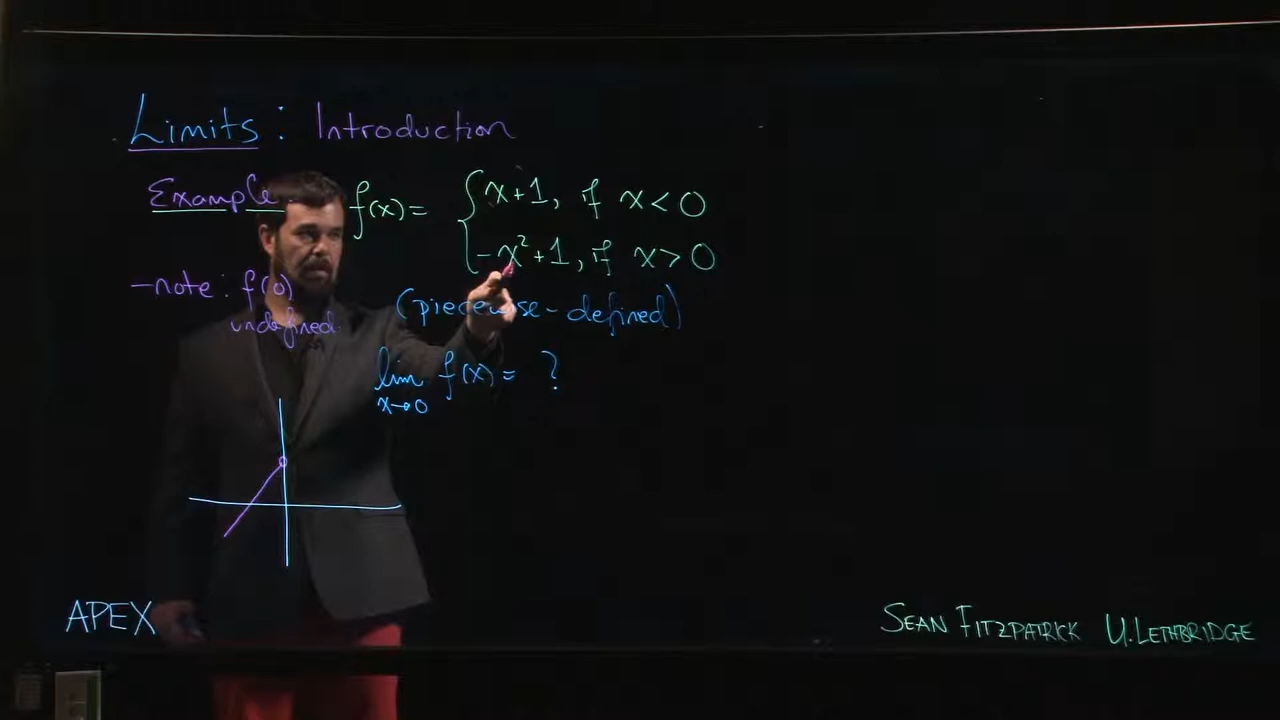 Limits: Introduction
Example: f(x) = { x+1, if x < 0
-x²+1, if x > 0
-note: f(0)
undefined.
(piecewise-defined)
lim f(x) = ?
x→0
APEX
SEAN FITZPATRICK U. LETHBRIDGE